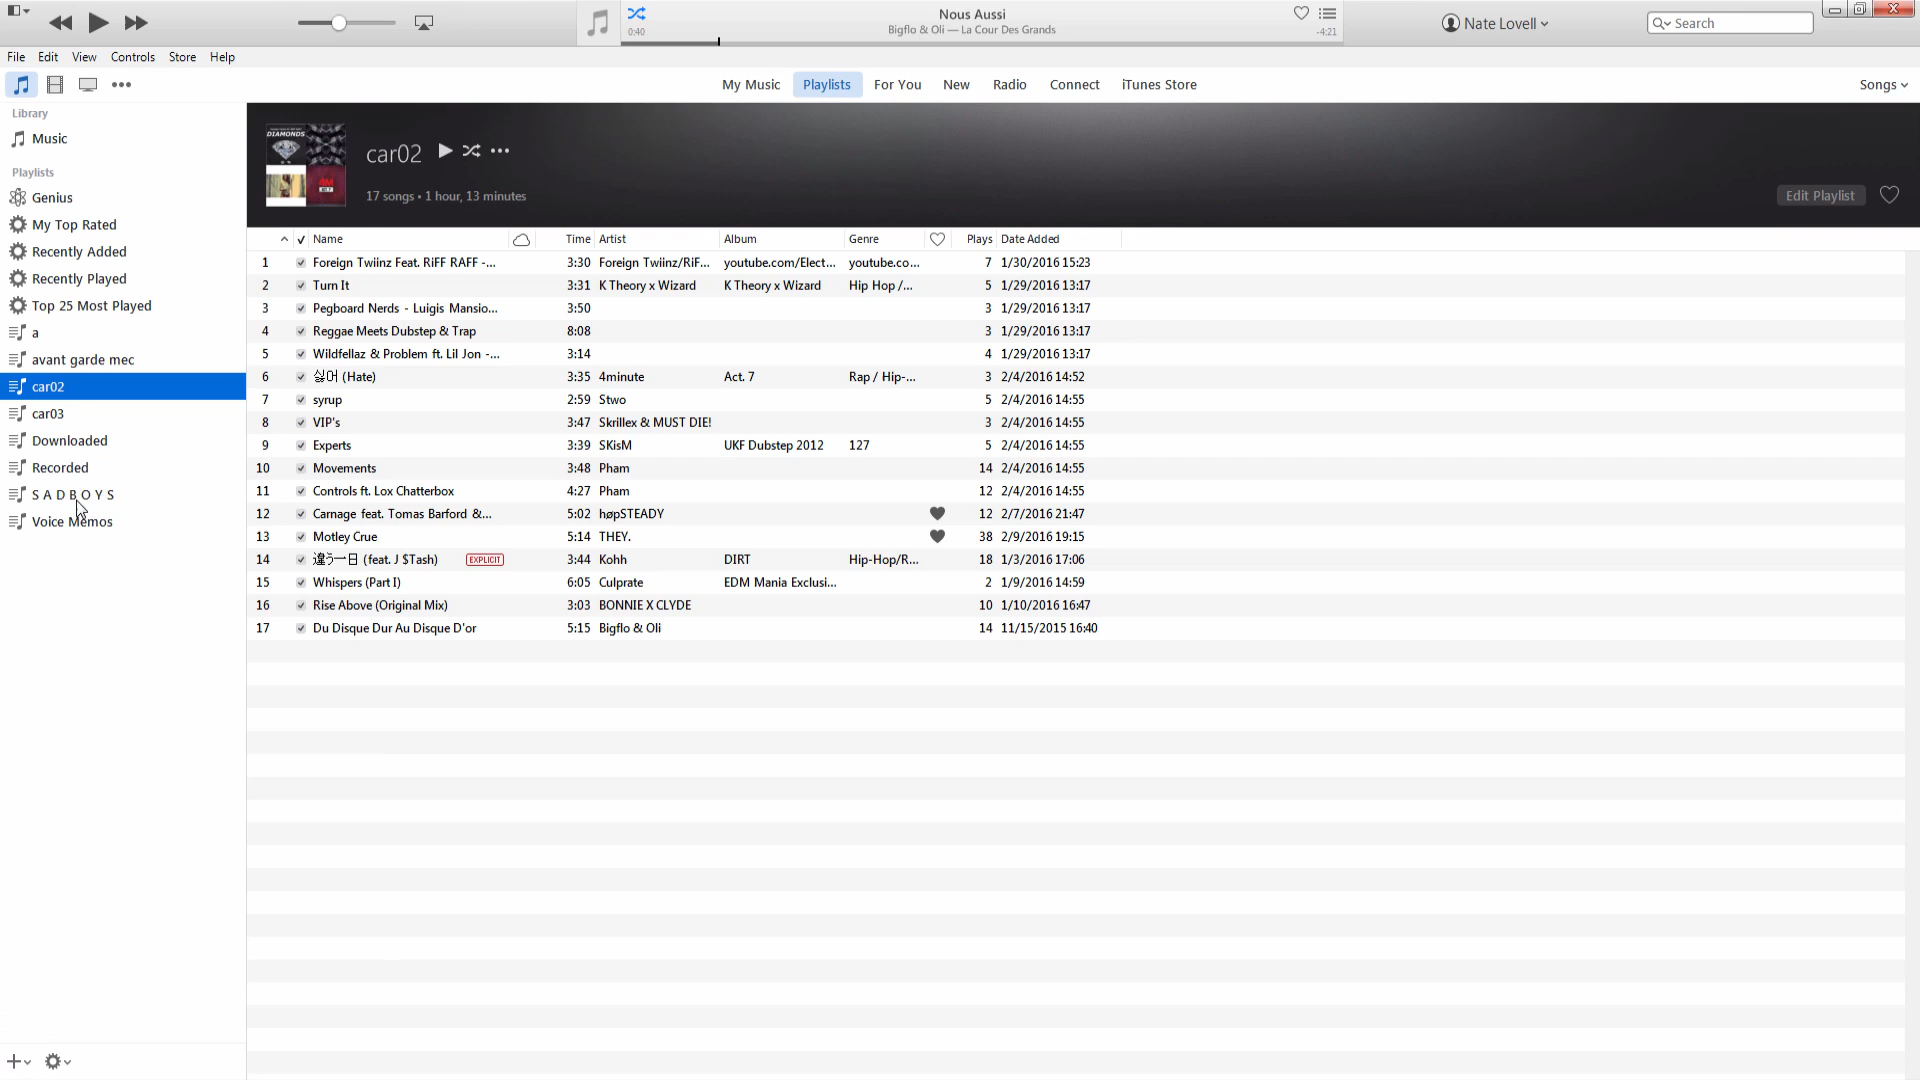 Nous Aussi
0:40 Bigflo & Oli — La Cour Des Grands -4:21
Nate Lovell
Search
File Edit View Controls Store Help
My Music Playlists For You New Radio Connect iTunes Store Songs
Library
Music
Playlists
Genius
My Top Rated
Recently Added
Recently Played
Top 25 Most Played
a
avant garde mec
car02
car03
Downloaded
Recorded
S A D B O Y S
Voice Memos
DIAMONDS
car02
17 songs • 1 hour, 13 minutes
Edit Playlist
Name Time Artist Album Genre Plays Date Added
1 Foreign Twiinz Feat. RiFF RAFF -... 3:30 Foreign Twiinz/RiF... youtube.com/Elect... youtube.co... 7 1/30/2016 15:23
2 Turn It 3:31 K Theory x Wizard K Theory x Wizard Hip Hop /... 5 1/29/2016 13:17
3 Pegboard Nerds - Luigis Mansio... 3:50 3 1/29/2016 13:17
4 Reggae Meets Dubstep & Trap 8:08 3 1/29/2016 13:17
5 Wildfellaz & Problem ft. Lil Jon -... 3:14 4 1/29/2016 13:17
6 싫어 (Hate) 3:35 4minute Act. 7 Rap / Hip-... 3 2/4/2016 14:52
7 syrup 2:59 Stwo 5 2/4/2016 14:55
8 VIP's 3:47 Skrillex & MUST DIE! 3 2/4/2016 14:55
9 Experts 3:39 SKisM UKF Dubstep 2012 127 5 2/4/2016 14:55
10 Movements 3:48 Pham 14 2/4/2016 14:55
11 Controls ft. Lox Chatterbox 4:27 Pham 12 2/4/2016 14:55
12 Carnage feat. Tomas Barford &... 5:02 høpSTEADY 12 2/7/2016 21:47
13 Motley Crue 5:14 THEY. 38 2/9/2016 19:15
14 違う一日 (feat. J $Tash) EXPLICIT 3:44 Kohh DIRT Hip-Hop/R... 18 1/3/2016 17:06
15 Whispers (Part I) 6:05 Culprate EDM Mania Exclusi... 2 1/9/2016 14:59
16 Rise Above (Original Mix) 3:03 BONNIE X CLYDE 10 1/10/2016 16:47
17 Du Disque Dur Au Disque D'or 5:15 Bigflo & Oli 14 11/15/2015 16:40